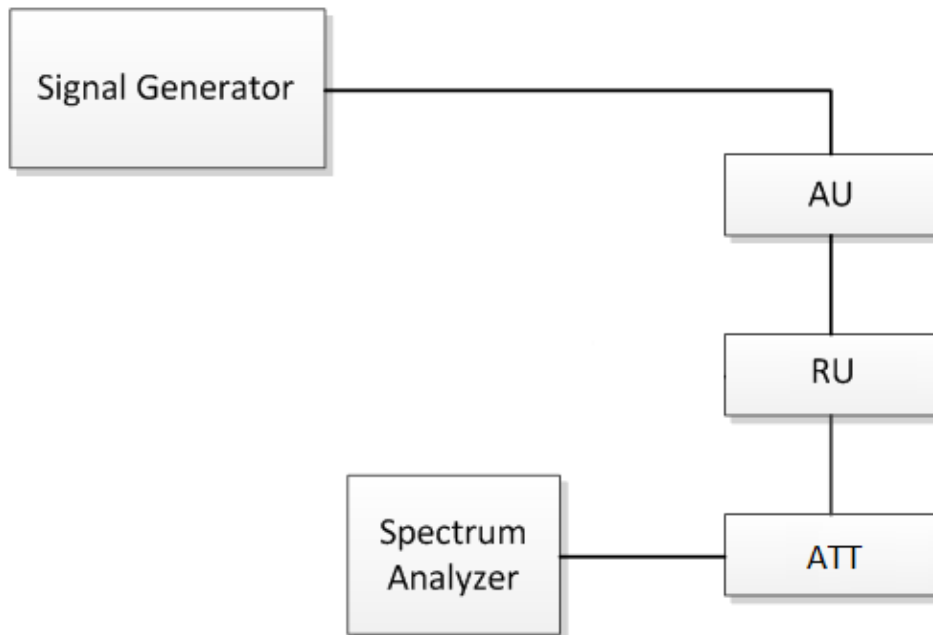 Signal Generator
AU
RU
ATT
Spectrum
Analyzer